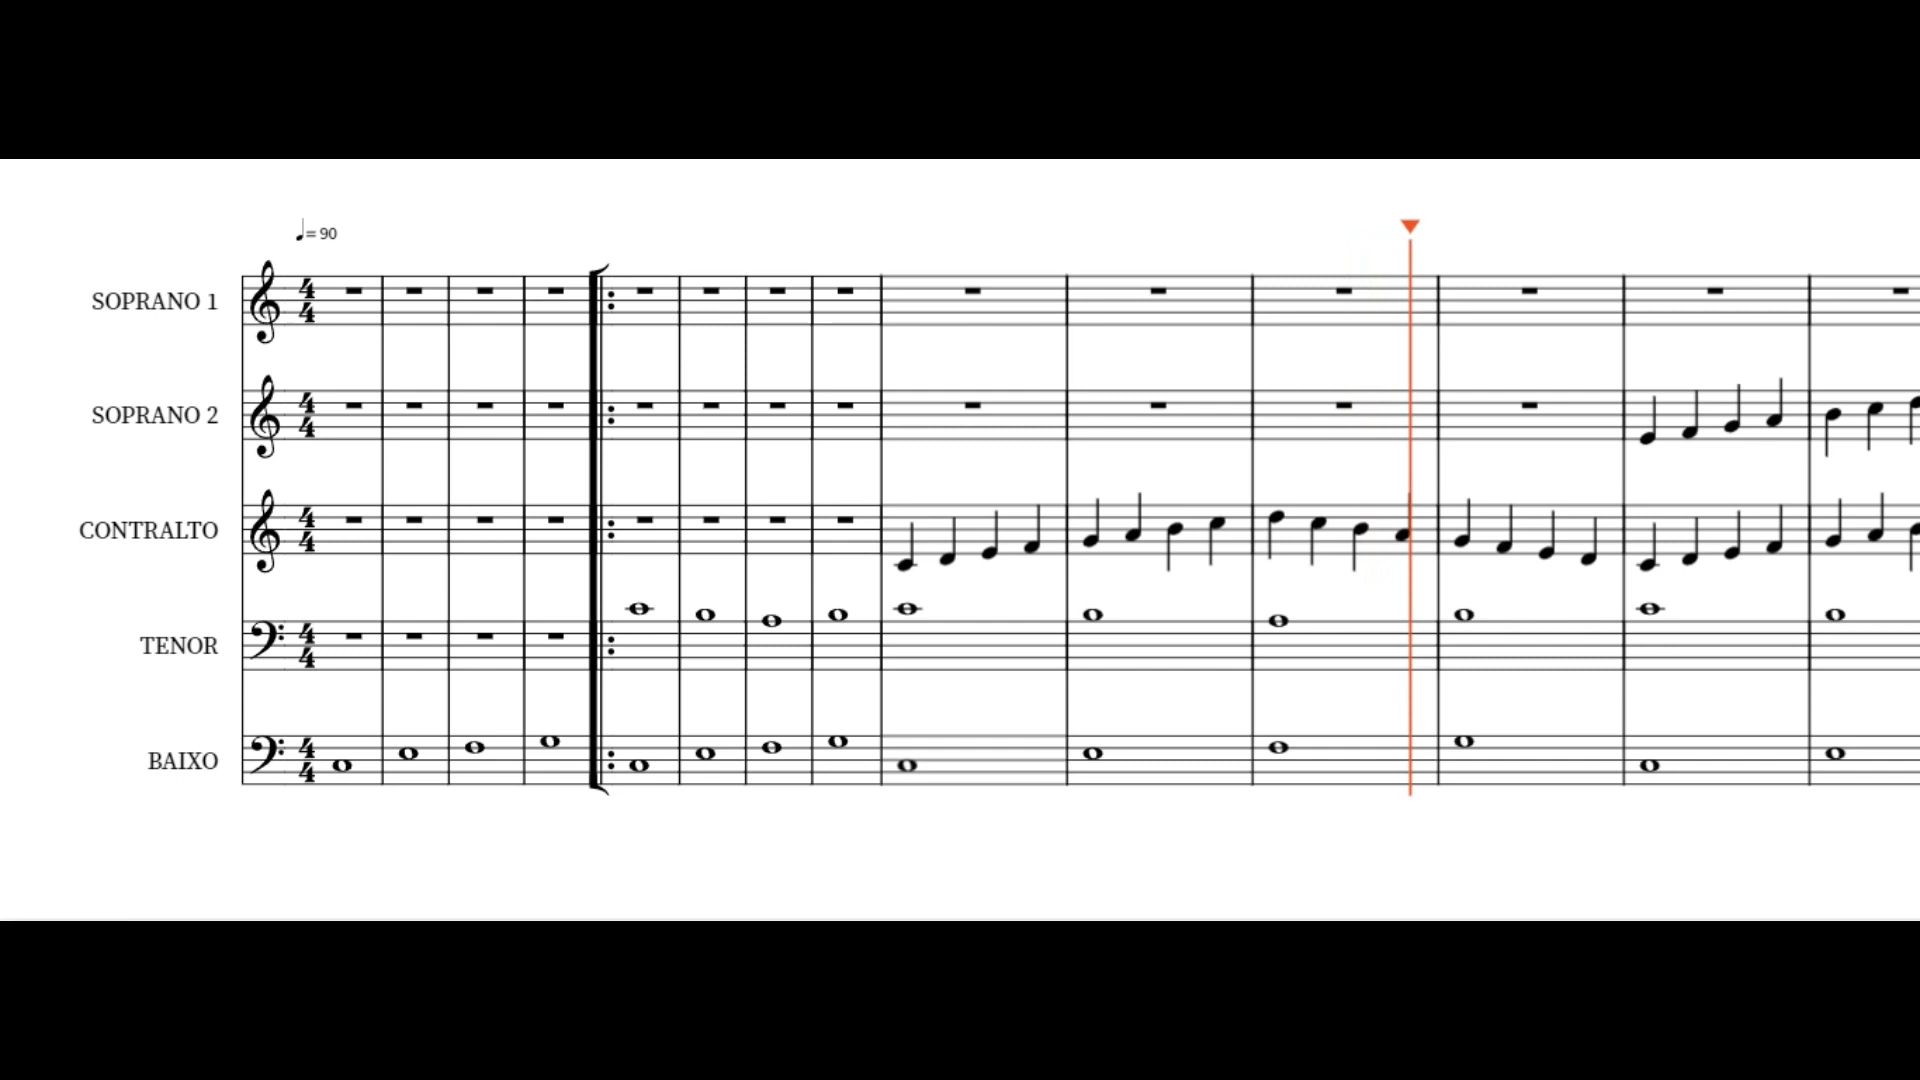 ♩= 90
SOPRANO 1
SOPRANO 2
CONTRALTO
TENOR
BAIXO